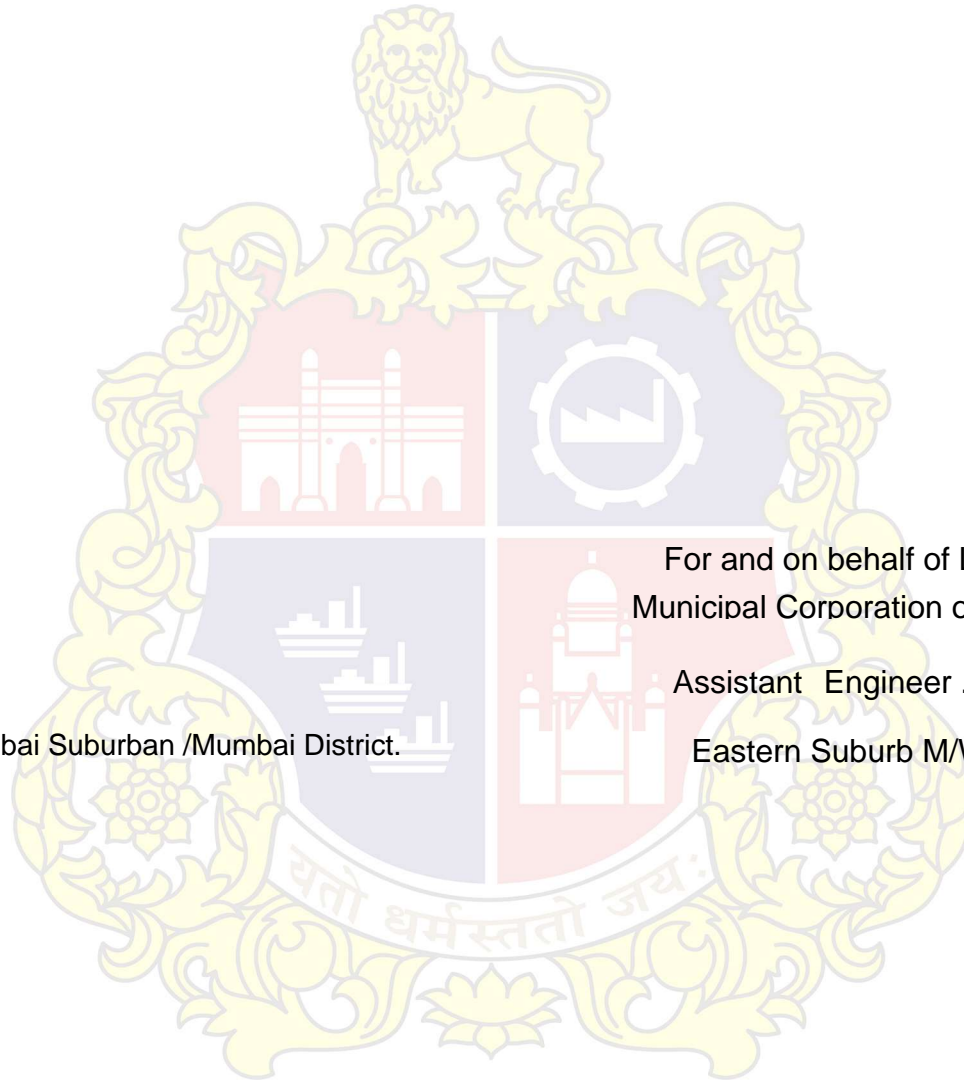 For and on behalf of
Municipal Corporation
Assistant Engineer .
bai Suburban /Mumbai District.
Eastern Suburb M/
यतो धर्मस्ततो जय: